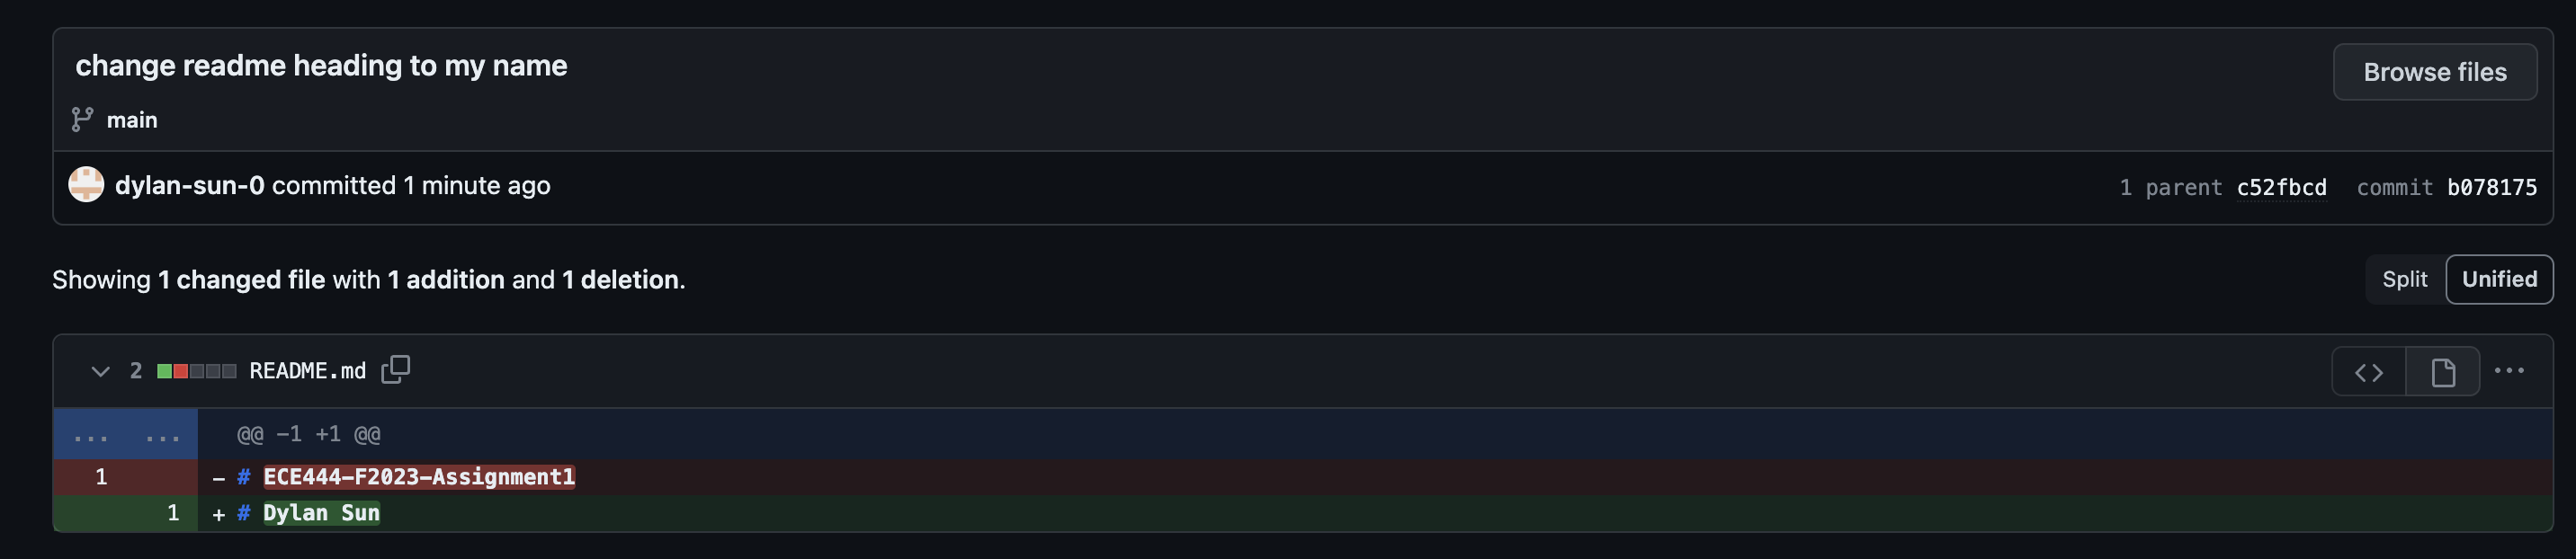 change readme heading to my name
Browse files
main
dylan-sun-0 committed 1 minute ago
1 parent c52fbcd commit b078175
Showing 1 changed file with 1 addition and 1 deletion.
Split Unified
2 README.md
... ... @@ -1 +1 @@
1 - # ECE444-F2023-Assignment1
1 + # Dylan Sun